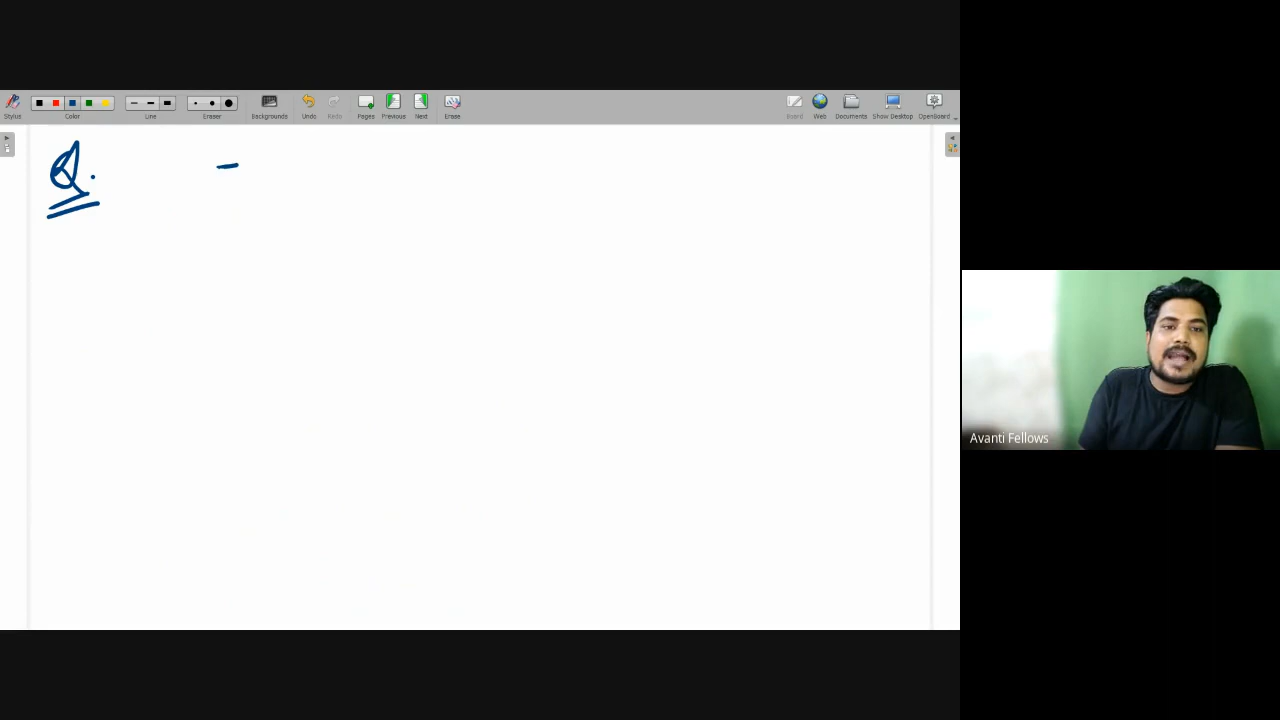 Stylus Color Line Eraser Backgrounds Undo Redo Pages Previous Next Erase Board Web Documents Show Desktop OpenBoard
Q. -
Avanti Fellows